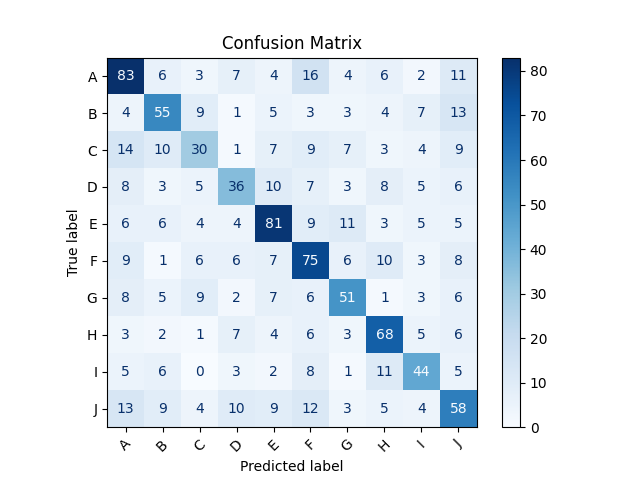 Confusion Matrix
True label
A 83 6 3 7 4 16 4 6 2 11
B 4 55 9 1 5 3 3 4 7 13
C 14 10 30 1 7 9 7 3 4 9
D 8 3 5 36 10 7 3 8 5 6
E 6 6 4 4 81 9 11 3 5 5
F 9 1 6 6 7 75 6 10 3 8
G 8 5 9 2 7 6 51 1 3 6
H 3 2 1 7 4 6 3 68 5 6
I 5 6 0 3 2 8 1 11 44 5
J 13 9 4 10 9 12 3 5 4 58
A B C D E F G H I J
Predicted label
80
70
60
50
40
30
20
10
0